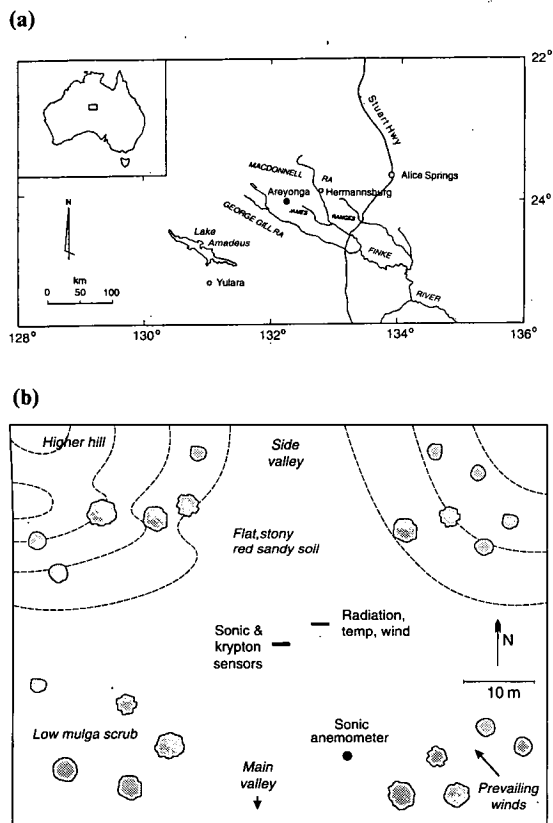 (a)
22°
Stuart Hwy
MACDONNELL RA
Alice Springs
Areyonga
Hermannsburg
24°
JAMES RANGES
GEORGE GILL RA
Lake
Amadeus
FINKE
km
Yulara
RIVER
0 50 100
128° 130° 132° 134° 136°
(b)
Higher hill
Side
valley
Flat,stony
red sandy soil
Radiation,
temp, wind
Sonic &
krypton
sensors
N
10 m
Sonic
anemometer
Low mulga scrub
Main
valley
Prevailing
winds